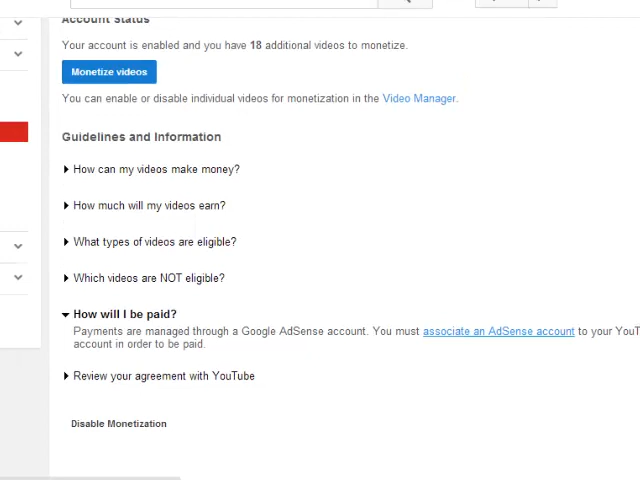 Account Status
Your account is enabled and you have 18 additional videos to monetize.
Monetize videos
You can enable or disable individual videos for monetization in the Video Manager.
Guidelines and Information
How can my videos make money?
How much will my videos earn?
What types of videos are eligible?
Which videos are NOT eligible?
How will I be paid?
Payments are managed through a Google AdSense account. You must associate an AdSense account to your YouT
account in order to be paid.
Review your agreement with YouTube
Disable Monetization